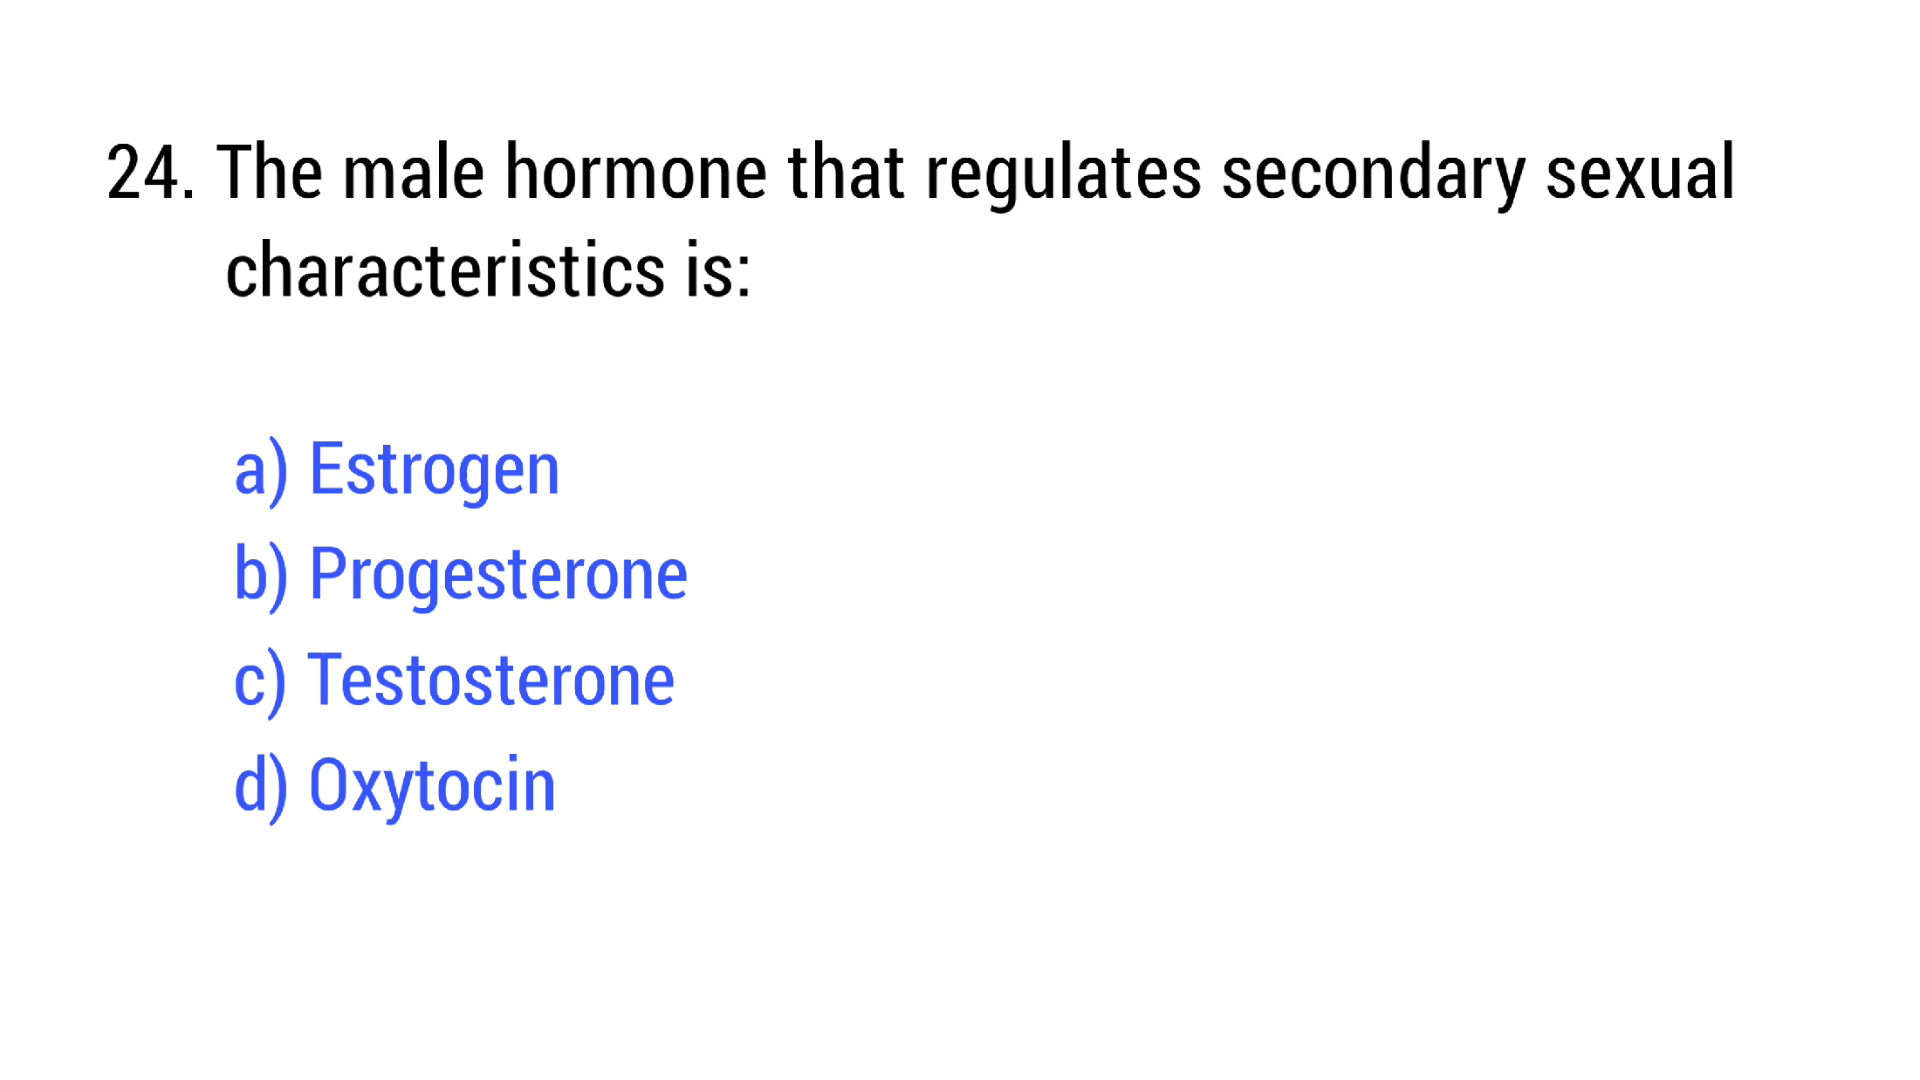 24. The male hormone that regulates secondary sexual
characteristics is:
a) Estrogen
b) Progesterone
c) Testosterone
d) Oxytocin